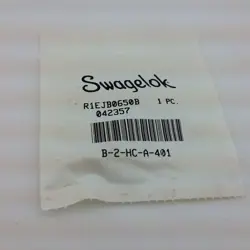 Swagelok
R1EJB0650B 1 PC.
042357
B-2-HC-A-401